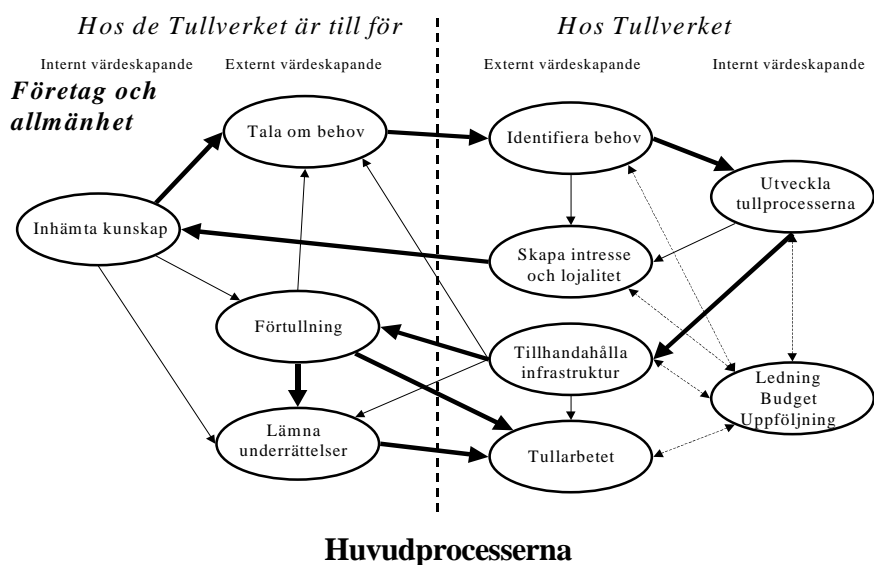 Hos de Tullverket är till för
Hos Tullverket
Internt värdeskapande
Externt värdeskapande
Externt värdeskapande
Internt värdeskapande
Företag och
allmänhet
Tala om behov
Identifiera behov
Utveckla
tullprocesserna
Inhämta kunskap
Skapa intresse
och lojalitet
Förtullning
Tillhandahålla
infrastruktur
Ledning
Budget
Uppföljning
Lämna
underrättelser
Tullarbetet
Huvudprocesserna